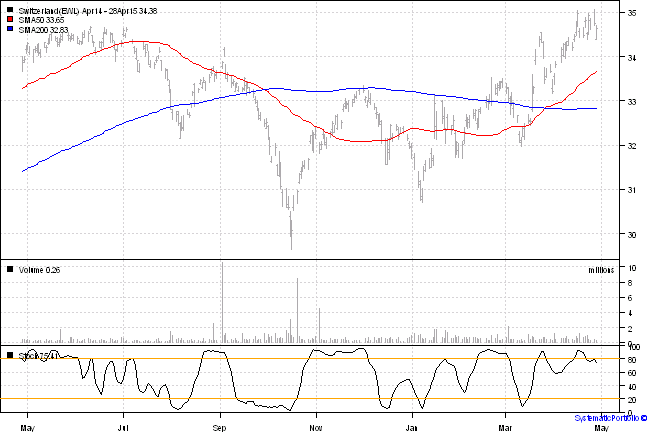 Switzerland(EWL) Apr14 - 28Apr15 34.38
SMA50 33.65
SMA200 32.83
35
34
33
32
31
30
Volume 0.26
millions
10
8
6
4
2
0
100
80
60
40
20
0
May
Jul
Sep
Nov
Jan
Mar
May
SystematicPortfolio ©